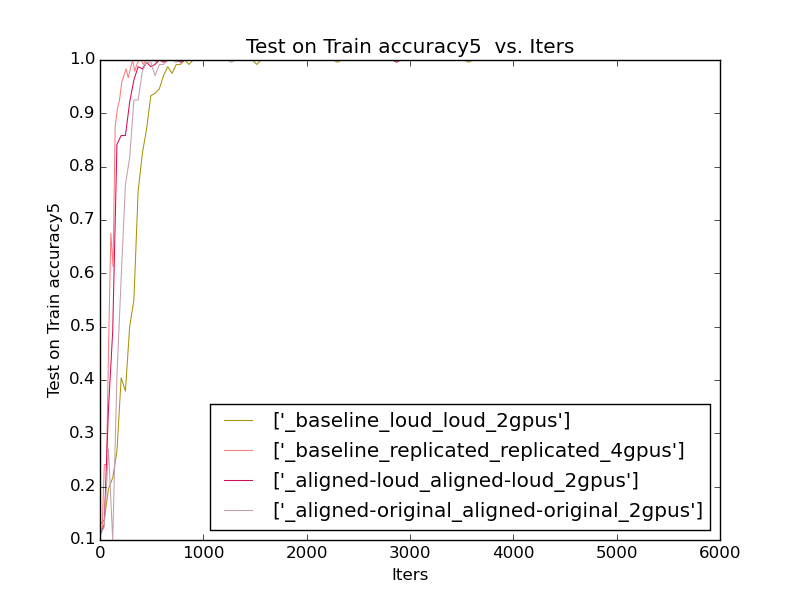 Test on Train accuracy5  vs. Iters
1.0
0.9
0.8
0.7
0.6
0.5
0.4
0.3
0.2
0.1
Test on Train accuracy5
['_baseline_loud_loud_2gpus']
['_baseline_replicated_replicated_4gpus']
['_aligned-loud_aligned-loud_2gpus']
['_aligned-original_aligned-original_2gpus']
0 1000 2000 3000 4000 5000 6000
Iters